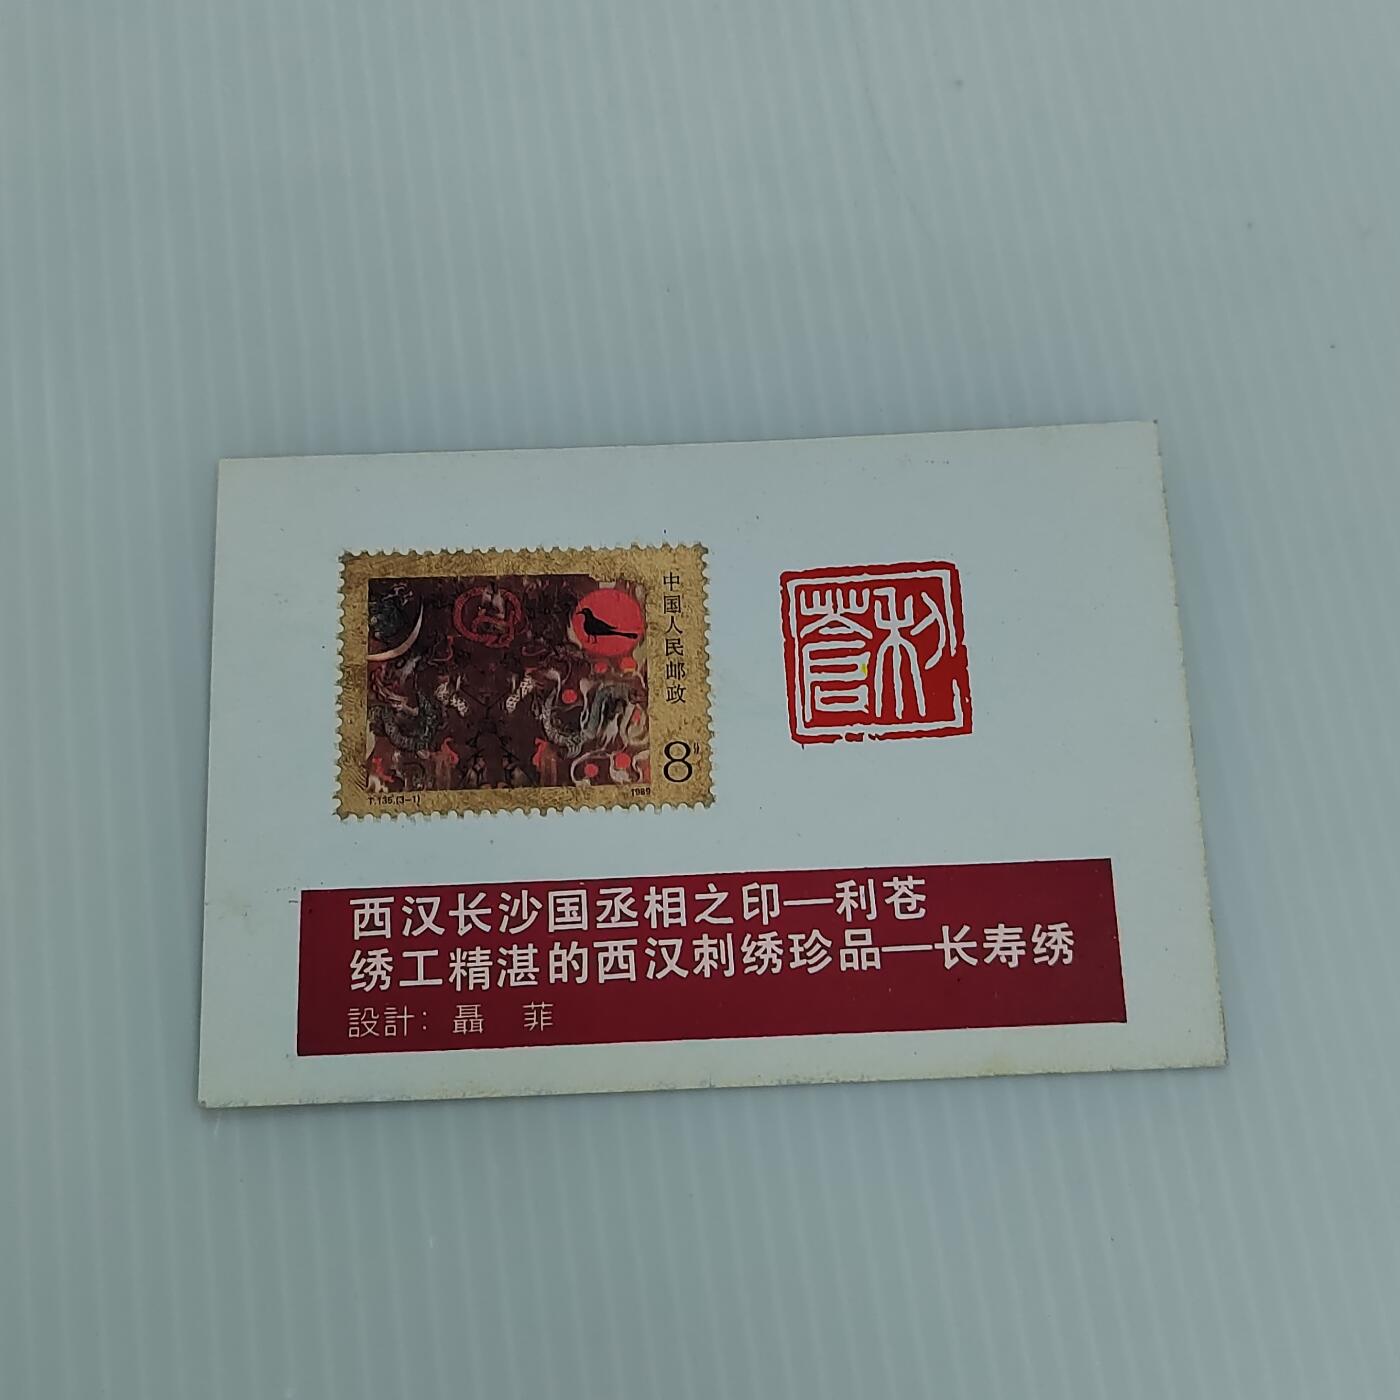 中国人民邮政
8分
T.135.(3-1)
1989
利苍
西汉长沙国丞相之印—利苍
绣工精湛的西汉刺绣珍品—长寿绣
設計：聶 菲